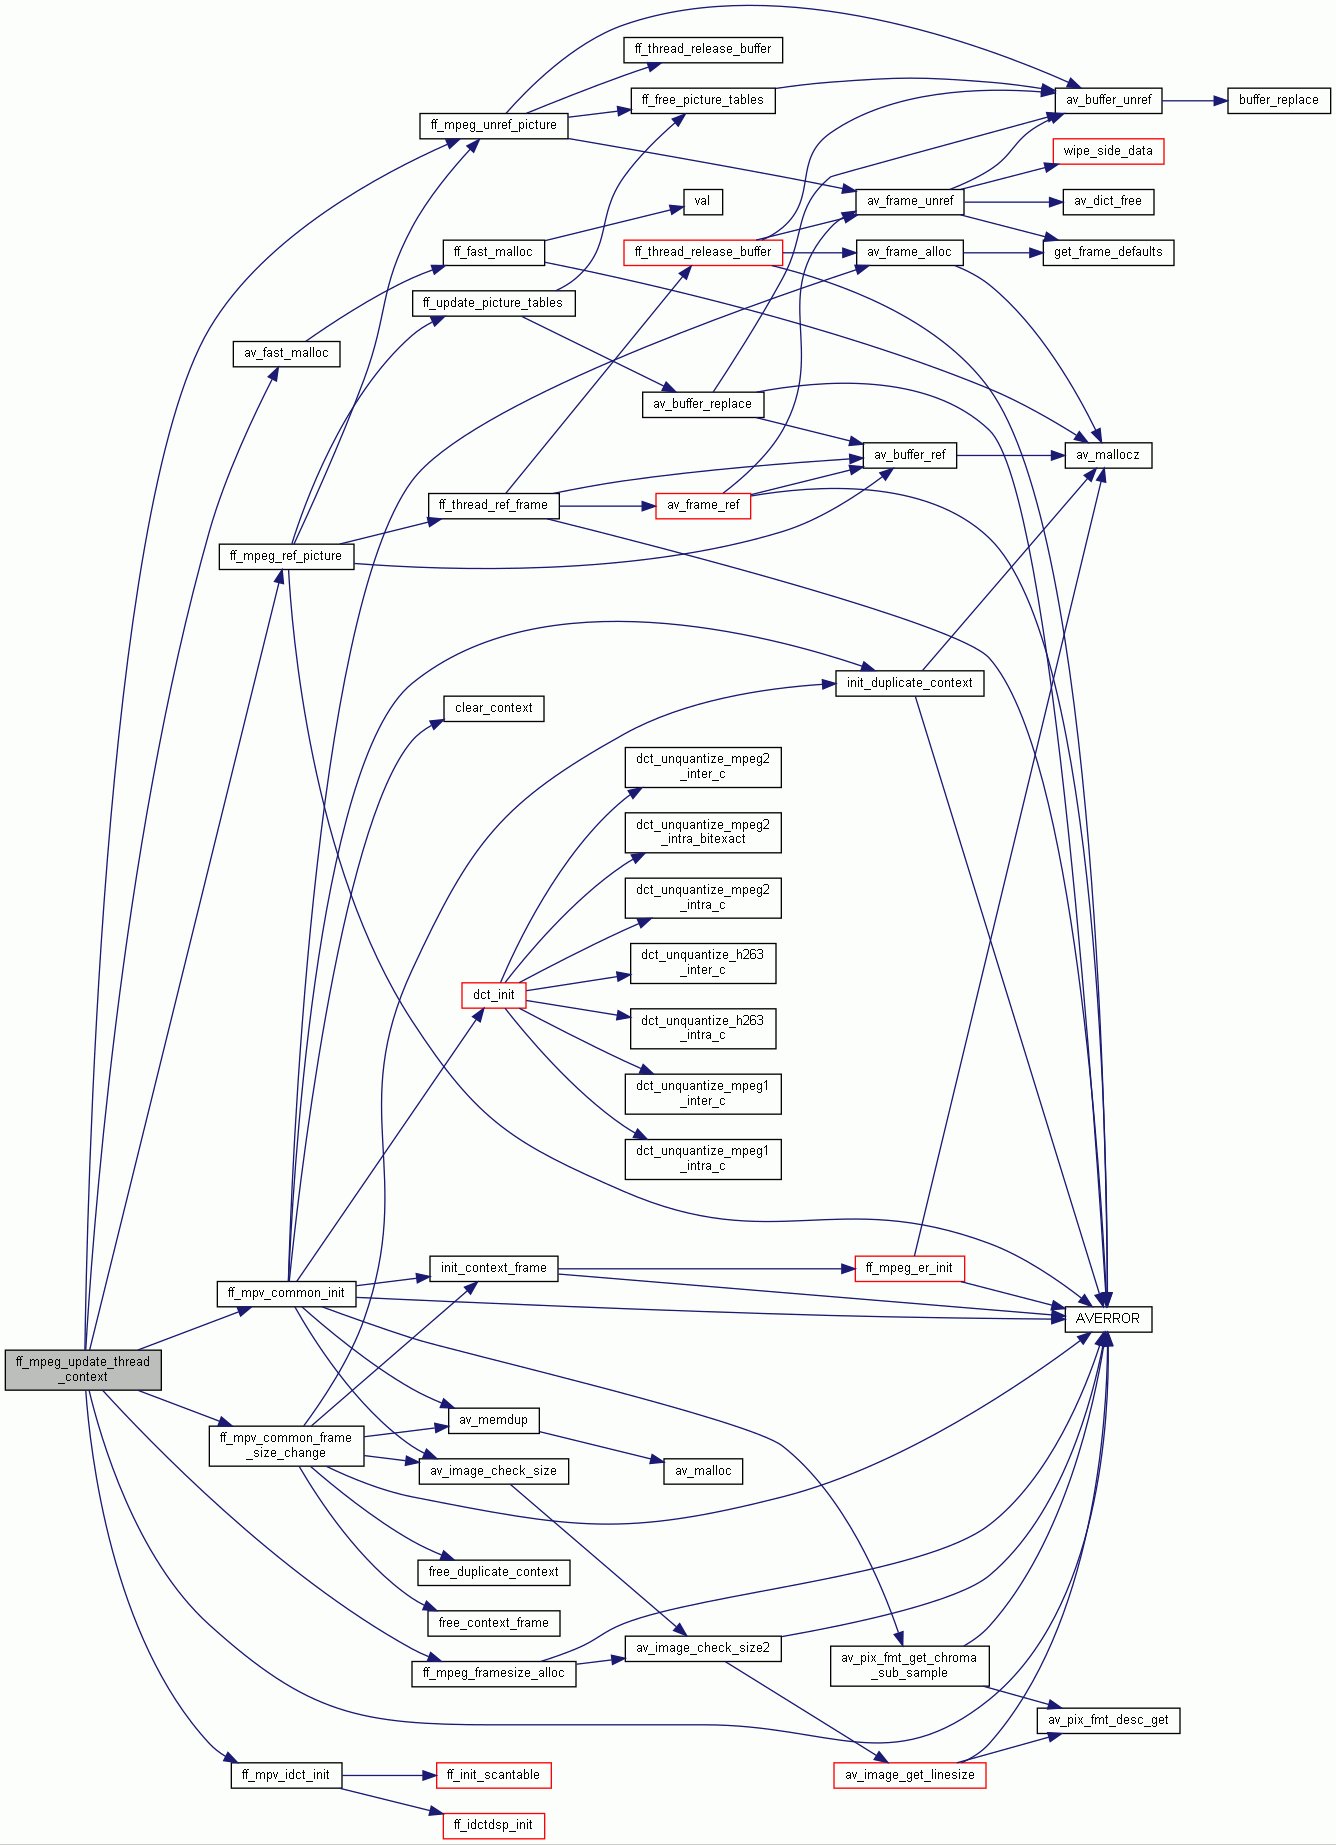 ff_thread_release_buffer
ff_free_picture_tables
av_buffer_unref
buffer_replace
ff_mpeg_unref_picture
wipe_side_data
val
av_frame_unref
av_dict_free
ff_fast_malloc
ff_thread_release_buffer
av_frame_alloc
get_frame_defaults
ff_update_picture_tables
av_fast_malloc
av_buffer_replace
av_buffer_ref
av_mallocz
ff_thread_ref_frame
av_frame_ref
ff_mpeg_ref_picture
init_duplicate_context
clear_context
dct_unquantize_mpeg2
_inter_c
dct_unquantize_mpeg2
_intra_bitexact
dct_unquantize_mpeg2
_intra_c
dct_unquantize_h263
_inter_c
dct_init
dct_unquantize_h263
_intra_c
dct_unquantize_mpeg1
_inter_c
dct_unquantize_mpeg1
_intra_c
init_context_frame
ff_mpeg_er_init
ff_mpv_common_init
AVERROR
ff_mpeg_update_thread
_context
av_memdup
ff_mpv_common_frame
_size_change
av_image_check_size
av_malloc
free_duplicate_context
free_context_frame
av_image_check_size2
av_pix_fmt_get_chroma
_sub_sample
ff_mpeg_framesize_alloc
av_pix_fmt_desc_get
ff_mpv_idct_init
ff_init_scantable
av_image_get_linesize
ff_idctdsp_init